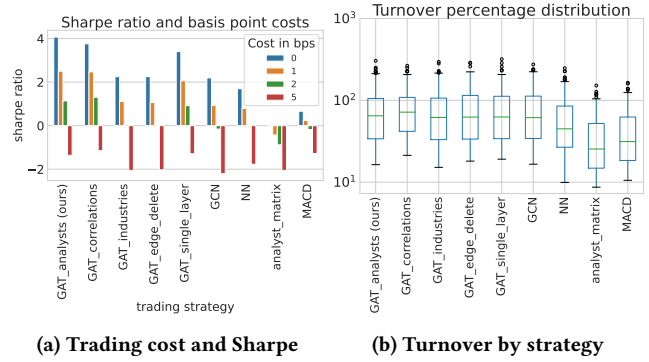 Sharpe ratio and basis point costs
4
2
0
−2
sharpe ratio
Cost in bps
0
1
2
5
GAT_analysts (ours)
GAT_correlations
GAT_industries
GAT_edge_delete
GAT_single_layer
GCN
NN
analyst_matrix
MACD
trading strategy
(a) Trading cost and Sharpe
Turnover percentage distribution
10³
10²
10¹
GAT_analysts (ours)
GAT_correlations
GAT_industries
GAT_edge_delete
GAT_single_layer
GCN
NN
analyst_matrix
MACD
(b) Turnover by strategy